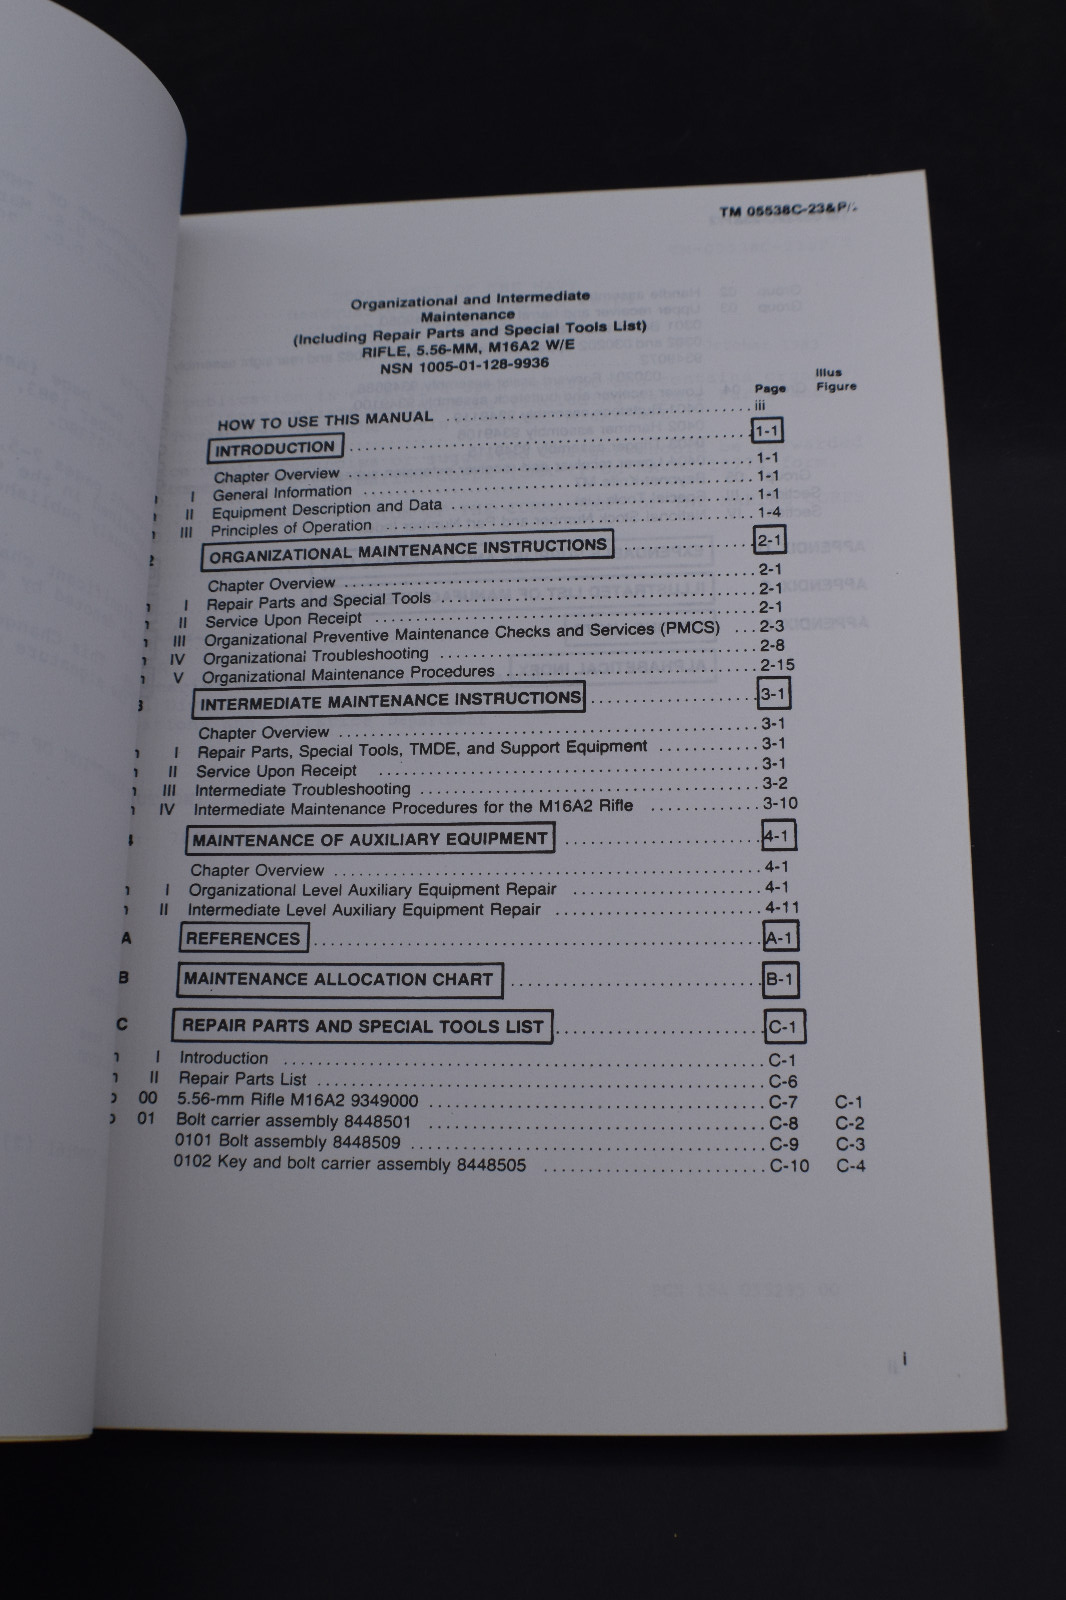 TM 05538C-23&P/2
Organizational and Intermediate
Maintenance
(Including Repair Parts and Special Tools List)
RIFLE, 5.56-MM, M16A2 W/E
NSN 1005-01-128-9936
Illus
Page Figure
HOW TO USE THIS MANUAL .......... iii
INTRODUCTION .......... 1-1
Chapter Overview .......... 1-1
I General Information .......... 1-1
II Equipment Description and Data .......... 1-1
III Principles of Operation .......... 1-4
2 ORGANIZATIONAL MAINTENANCE INSTRUCTIONS .......... 2-1
Chapter Overview .......... 2-1
I Repair Parts and Special Tools .......... 2-1
II Service Upon Receipt .......... 2-1
III Organizational Preventive Maintenance Checks and Services (PMCS) ... 2-3
IV Organizational Troubleshooting .......... 2-8
V Organizational Maintenance Procedures .......... 2-15
3 INTERMEDIATE MAINTENANCE INSTRUCTIONS .......... 3-1
Chapter Overview .......... 3-1
I Repair Parts, Special Tools, TMDE, and Support Equipment .......... 3-1
II Service Upon Receipt .......... 3-1
III Intermediate Troubleshooting .......... 3-2
IV Intermediate Maintenance Procedures for the M16A2 Rifle .......... 3-10
4 MAINTENANCE OF AUXILIARY EQUIPMENT .......... 4-1
Chapter Overview .......... 4-1
I Organizational Level Auxiliary Equipment Repair .......... 4-1
II Intermediate Level Auxiliary Equipment Repair .......... 4-11
A REFERENCES .......... A-1
B MAINTENANCE ALLOCATION CHART .......... B-1
C REPAIR PARTS AND SPECIAL TOOLS LIST .......... C-1
I Introduction .......... C-1
II Repair Parts List .......... C-6
00 5.56-mm Rifle M16A2 9349000 .......... C-7 C-1
01 Bolt carrier assembly 8448501 .......... C-8 C-2
0101 Bolt assembly 8448509 .......... C-9 C-3
0102 Key and bolt carrier assembly 8448505 .......... C-10 C-4
i